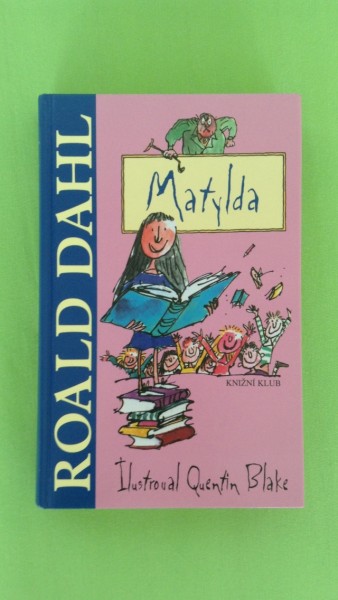 ROALD DAHL
Matylda
KNIŽNÍ KLUB
Ilustroval Quentin Blake